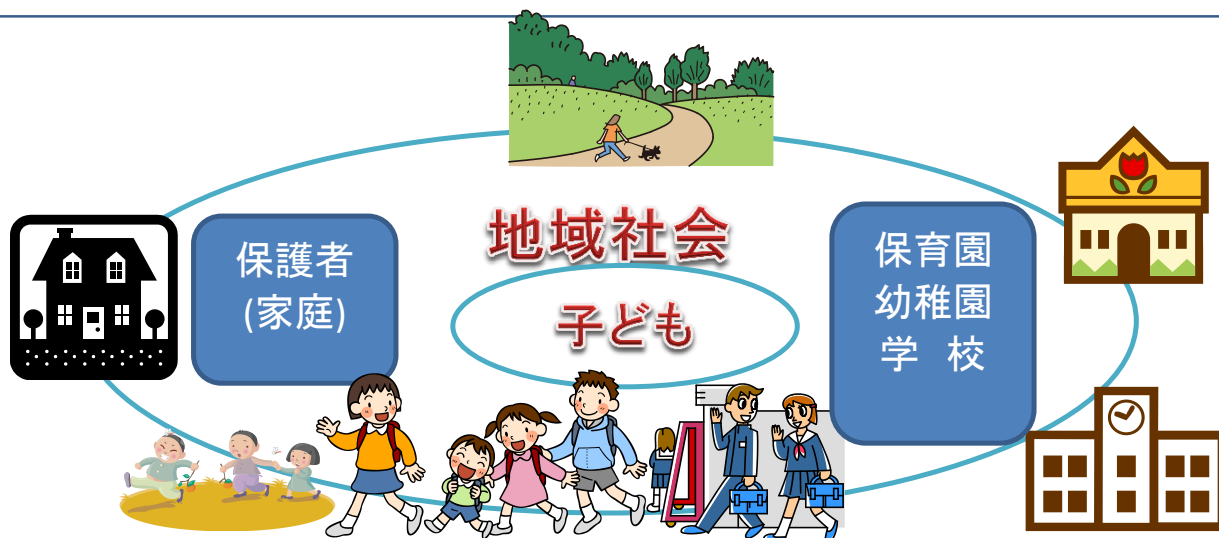 地域社会
保護者
(家庭)
子ども
保育園
幼稚園
学 校